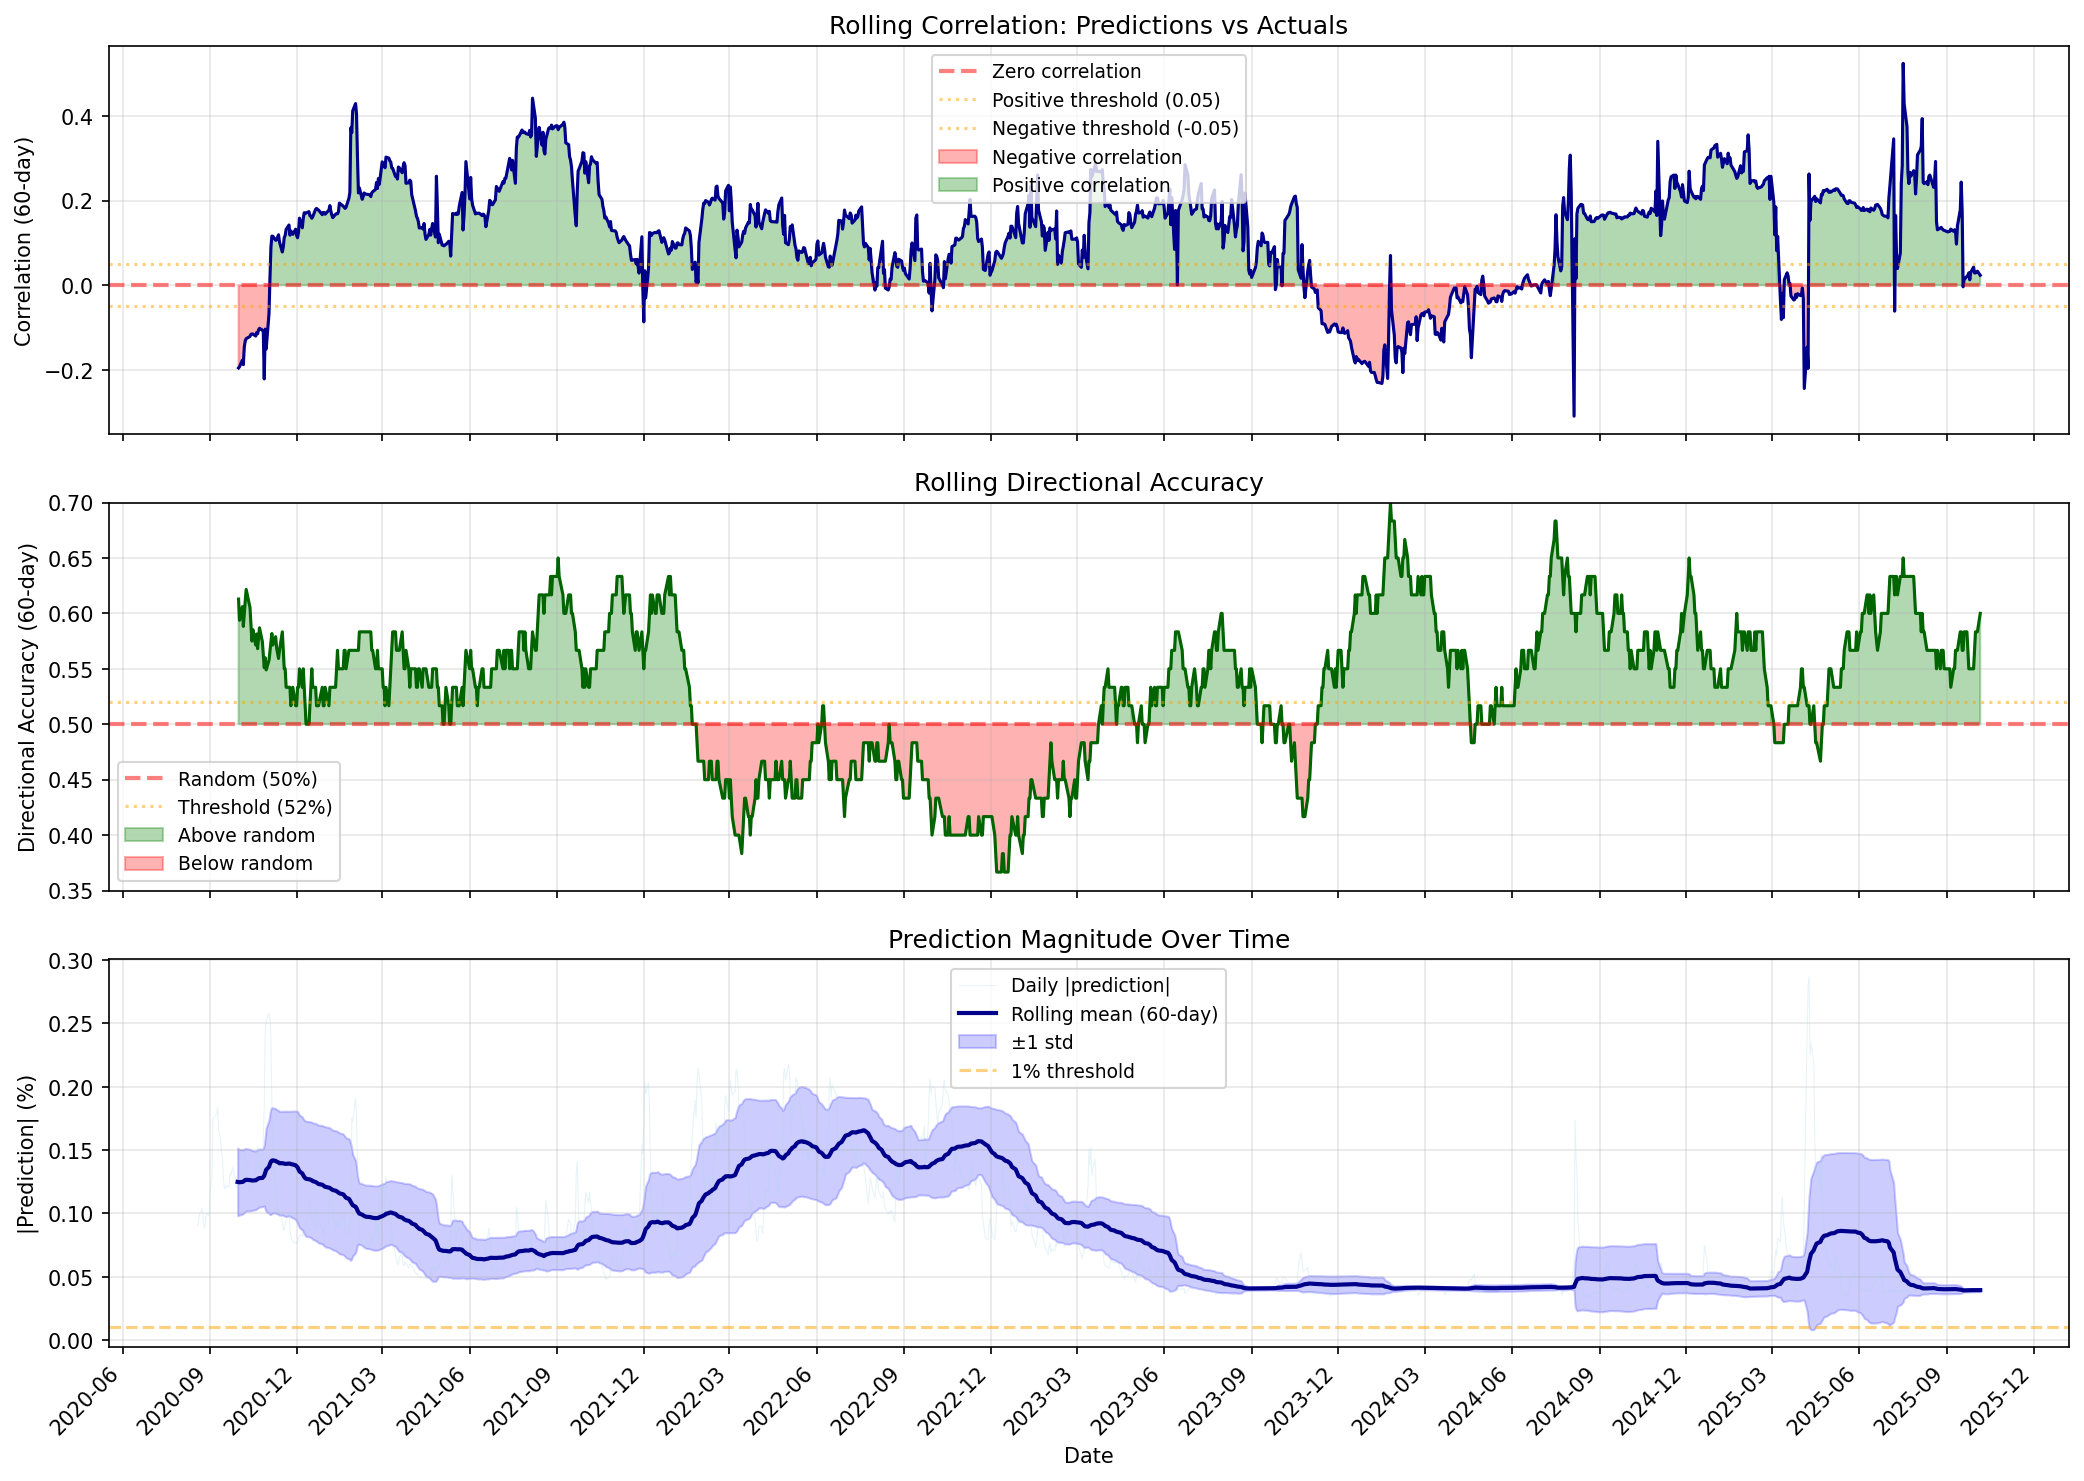 Rolling Correlation: Predictions vs Actuals
Correlation (60-day)
0.4
0.2
0.0
−0.2
Zero correlation
Positive threshold (0.05)
Negative threshold (-0.05)
Negative correlation
Positive correlation
Rolling Directional Accuracy
Directional Accuracy (60-day)
0.70
0.65
0.60
0.55
0.50
0.45
0.40
0.35
Random (50%)
Threshold (52%)
Above random
Below random
Prediction Magnitude Over Time
|Prediction| (%)
0.30
0.25
0.20
0.15
0.10
0.05
0.00
Daily |prediction|
Rolling mean (60-day)
±1 std
1% threshold
2020-06
2020-09
2020-12
2021-03
2021-06
2021-09
2021-12
2022-03
2022-06
2022-09
2022-12
2023-03
2023-06
2023-09
2023-12
2024-03
2024-06
2024-09
2024-12
2025-03
2025-06
2025-09
2025-12
Date